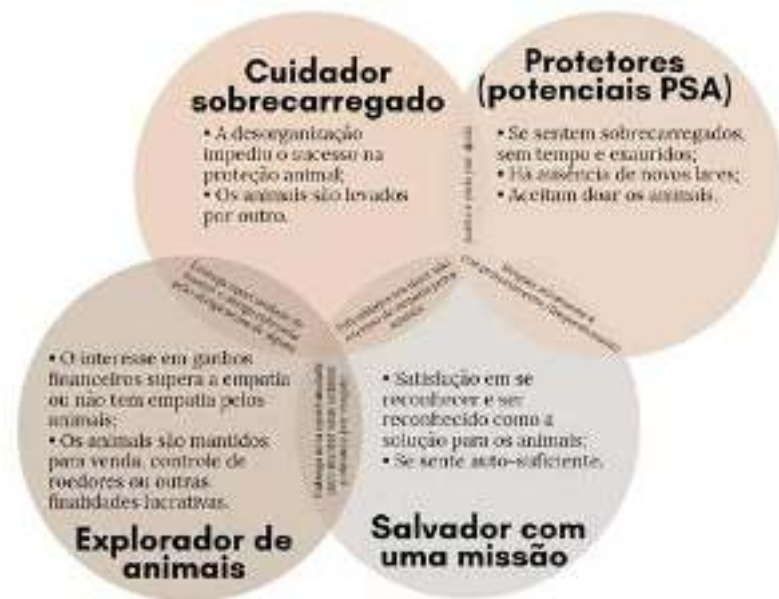 Cuidador
sobrecarregado
• A desorganização
impediu o sucesso na
proteção animal;
• Os animais são levados
por outro.
Protetores
(potenciais PSA)
• Se sentem sobrecarregados,
sem tempo e exauridos;
• Há ausência de novos laços;
• Aceitam doar os animais.
• O interesse em ganhos
financeiros supera a empatia
ou não tem empatia pelos
animais;
• Os animais são mantidos
para venda, controle de
roedores ou outras
finalidades lucrativas.
Explorador de
animais
• Satisfação em se
reconhecer e ser
reconhecido como a
solução para os animais;
• Se sente auto-suficiente.
Salvador com
uma missão